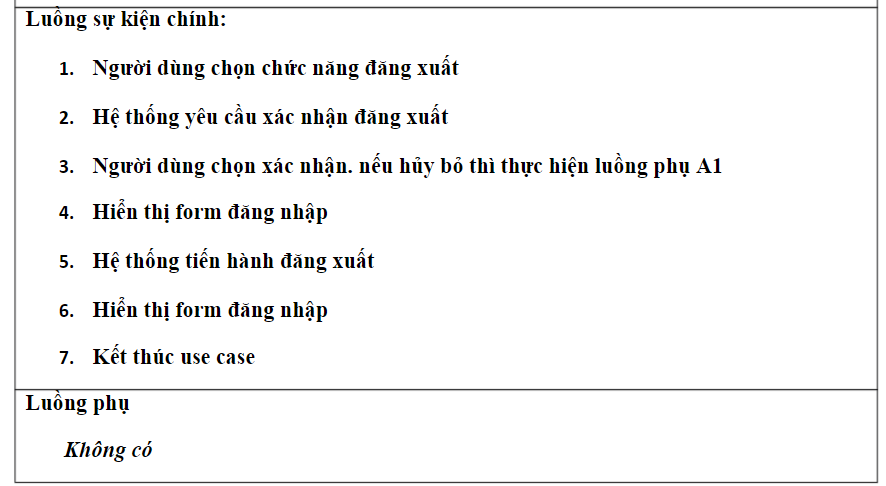 Luồng sự kiện chính:
1. Người dùng chọn chức năng đăng xuất
2. Hệ thống yêu cầu xác nhận đăng xuất
3. Người dùng chọn xác nhận. nếu hủy bỏ thì thực hiện luồng phụ A1
4. Hiển thị form đăng nhập
5. Hệ thống tiến hành đăng xuất
6. Hiển thị form đăng nhập
7. Kết thúc use case
Luồng phụ
Không có